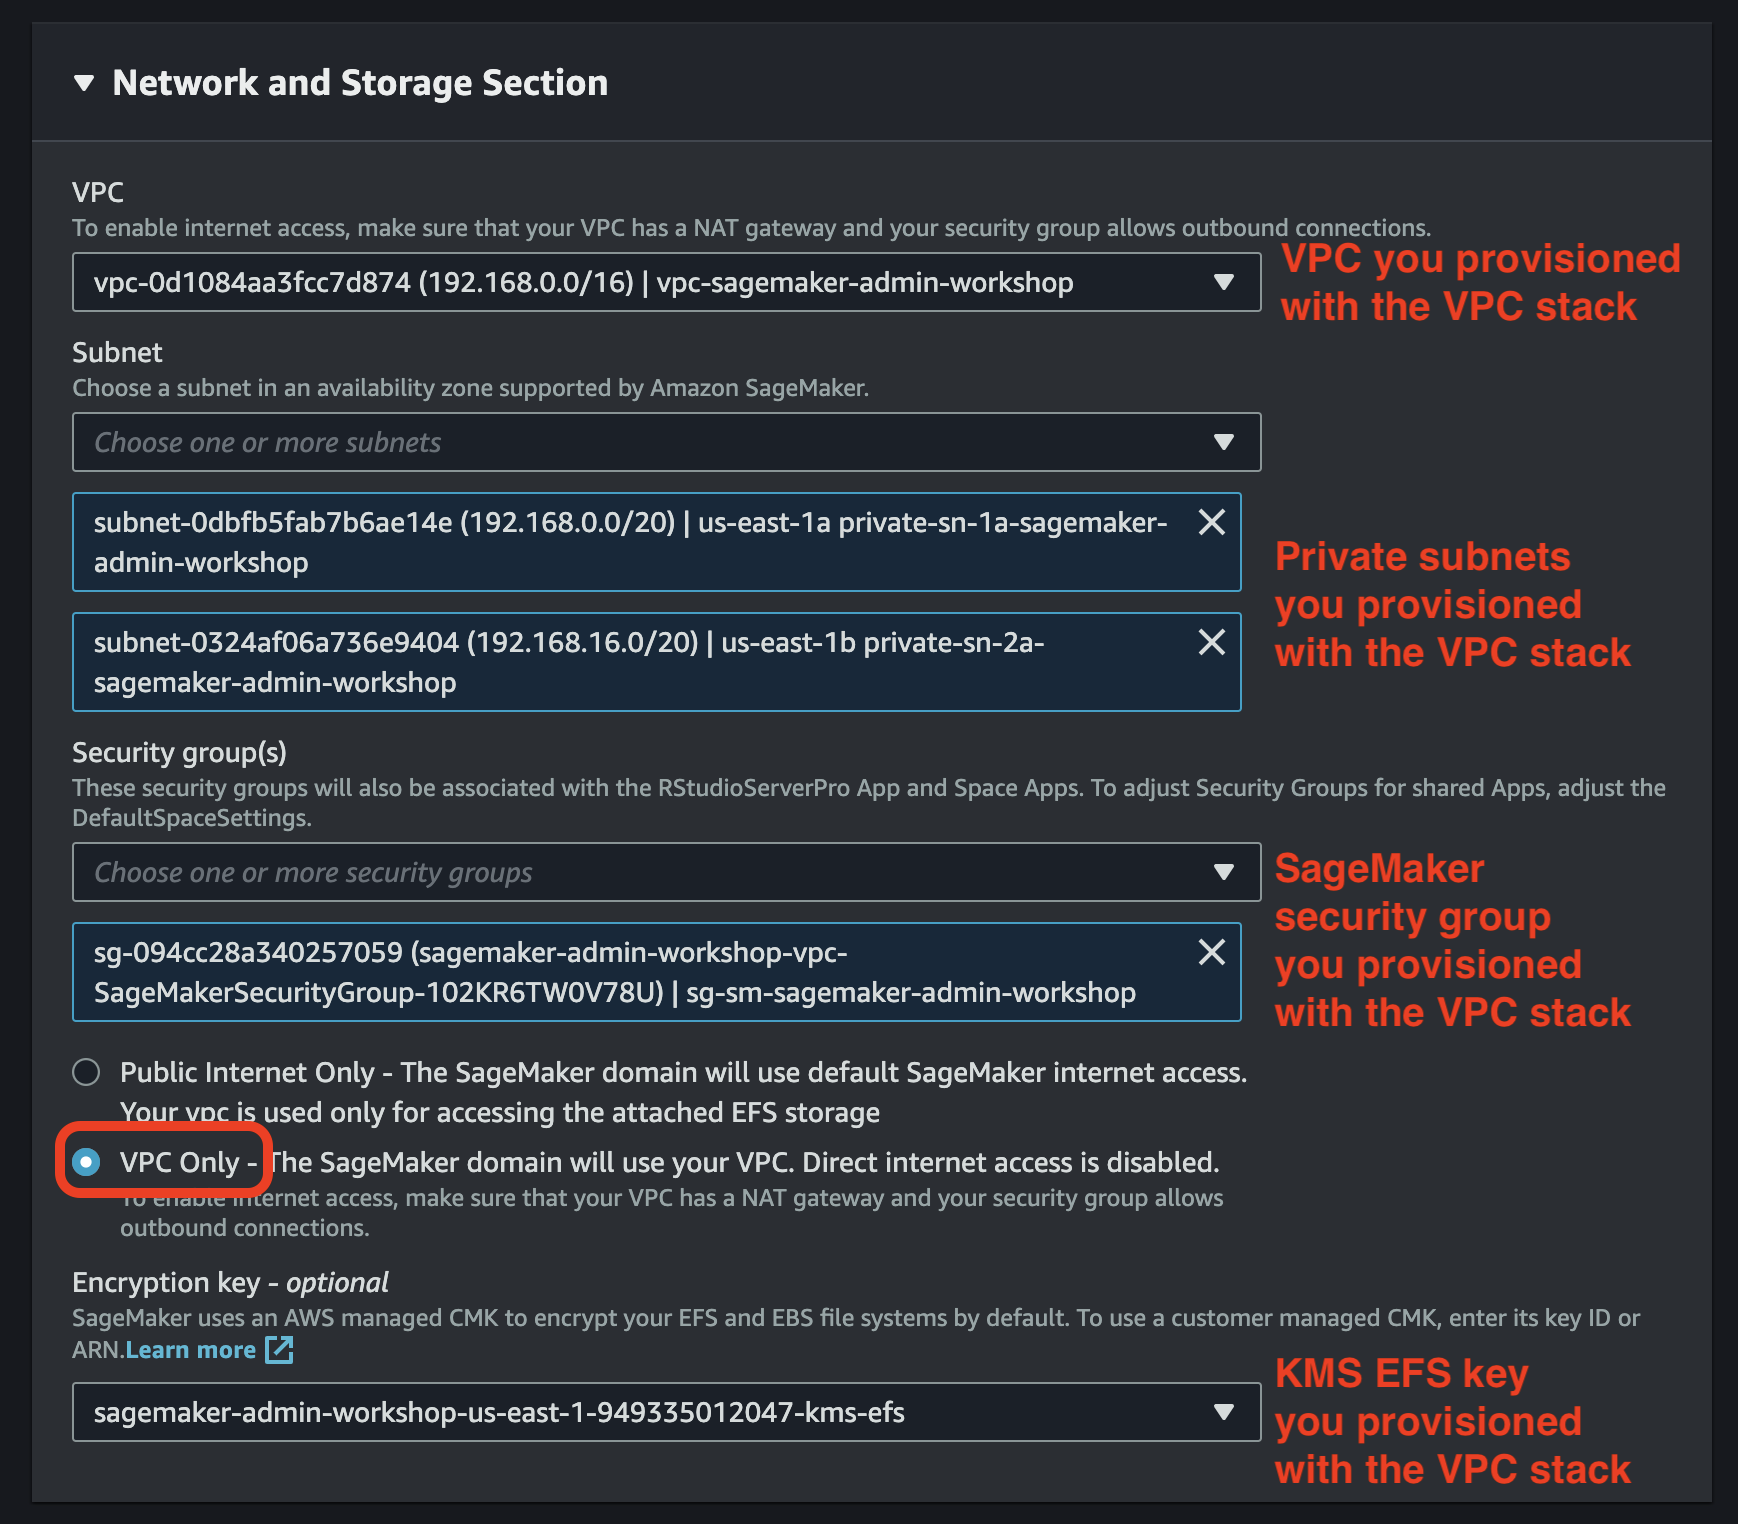 Network and Storage Section
VPC
To enable internet access, make sure that your VPC has a NAT gateway and your security group allows outbound connections.
vpc-0d1084aa3fcc7d874 (192.168.0.0/16) | vpc-sagemaker-admin-workshop
VPC you provisioned
with the VPC stack
Subnet
Choose a subnet in an availability zone supported by Amazon SageMaker.
Choose one or more subnets
subnet-0dbfb5fab7b6ae14e (192.168.0.0/20) | us-east-1a private-sn-1a-sagemaker-
admin-workshop
subnet-0324af06a736e9404 (192.168.16.0/20) | us-east-1b private-sn-2a-
sagemaker-admin-workshop
Private subnets
you provisioned
with the VPC stack
Security group(s)
These security groups will also be associated with the RStudioServerPro App and Space Apps. To adjust Security Groups for shared Apps, adjust the
DefaultSpaceSettings.
Choose one or more security groups
sg-094cc28a340257059 (sagemaker-admin-workshop-vpc-
SageMakerSecurityGroup-102KR6TW0V78U) | sg-sm-sagemaker-admin-workshop
SageMaker
security group
you provisioned
with the VPC stack
Public Internet Only - The SageMaker domain will use default SageMaker internet access.
Your vpc is used only for accessing the attached EFS storage
VPC Only - The SageMaker domain will use your VPC. Direct internet access is disabled.
To enable internet access, make sure that your VPC has a NAT gateway and your security group allows
outbound connections.
Encryption key - optional
SageMaker uses an AWS managed CMK to encrypt your EFS and EBS file systems by default. To use a customer managed CMK, enter its key ID or
ARN.Learn more
sagemaker-admin-workshop-us-east-1-949335012047-kms-efs
KMS EFS key
you provisioned
with the VPC stack